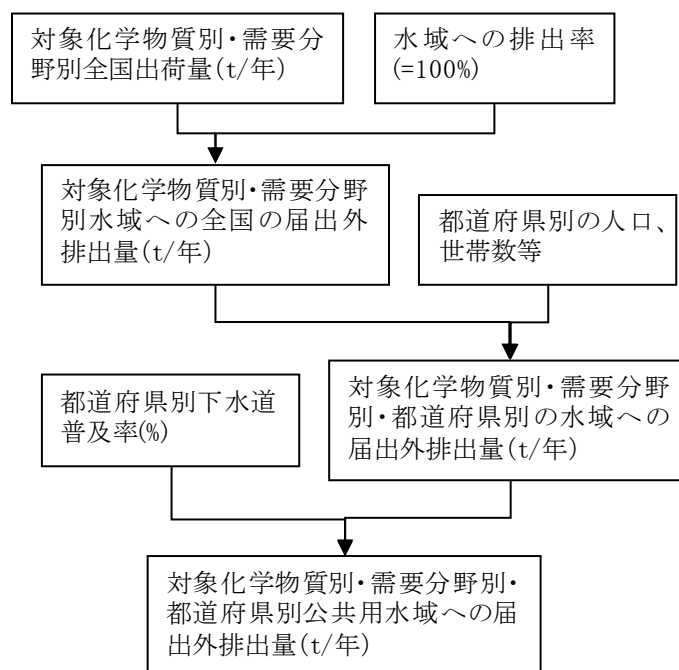 対象化学物質別・需要分
野別全国出荷量(t/年)
水域への排出率
(=100%)
対象化学物質別・需要分野
別水域への全国の届出外
排出量(t/年)
都道府県別の人口、
世帯数等
都道府県別下水道
普及率(%)
対象化学物質別・需要分野
別・都道府県別の水域への
届出外排出量(t/年)
対象化学物質別・需要分野別・
都道府県別公共用水域への届
出外排出量(t/年)